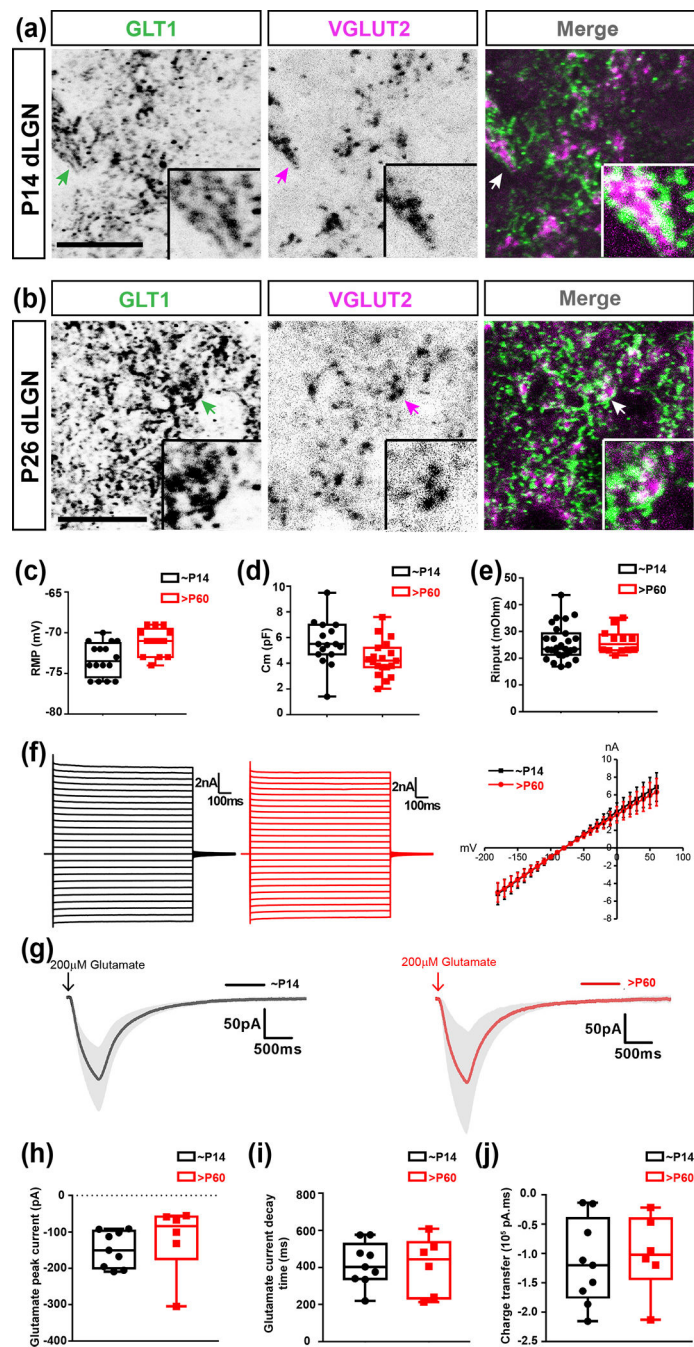 (a)
GLT1
VGLUT2
Merge
P14 dLGN
(b)
GLT1
VGLUT2
Merge
P26 dLGN
(c)
~P14
>P60
RMP (mV)
-65
-70
-75
-80
(d)
~P14
>P60
Cm (pF)
10
8
6
4
2
0
(e)
~P14
>P60
Rinput (mOhm)
50
40
30
20
10
0
(f)
2nA
100ms
2nA
100ms
nA
~P14
>P60
mV
10
8
6
4
2
0
-2
-4
-6
-8
-200
-150
-100
-50
0
50
100
(g)
200µM Glutamate
~P14
50pA
500ms
200µM Glutamate
>P60
50pA
500ms
(h)
~P14
>P60
Glutamate peak current (pA)
0
-100
-200
-300
-400
(i)
~P14
>P60
Glutamate current decay
time (ms)
800
600
400
200
0
(j)
~P14
>P60
Charge transfer (10⁵ pA.ms)
0.0
-0.5
-1.0
-1.5
-2.0
-2.5